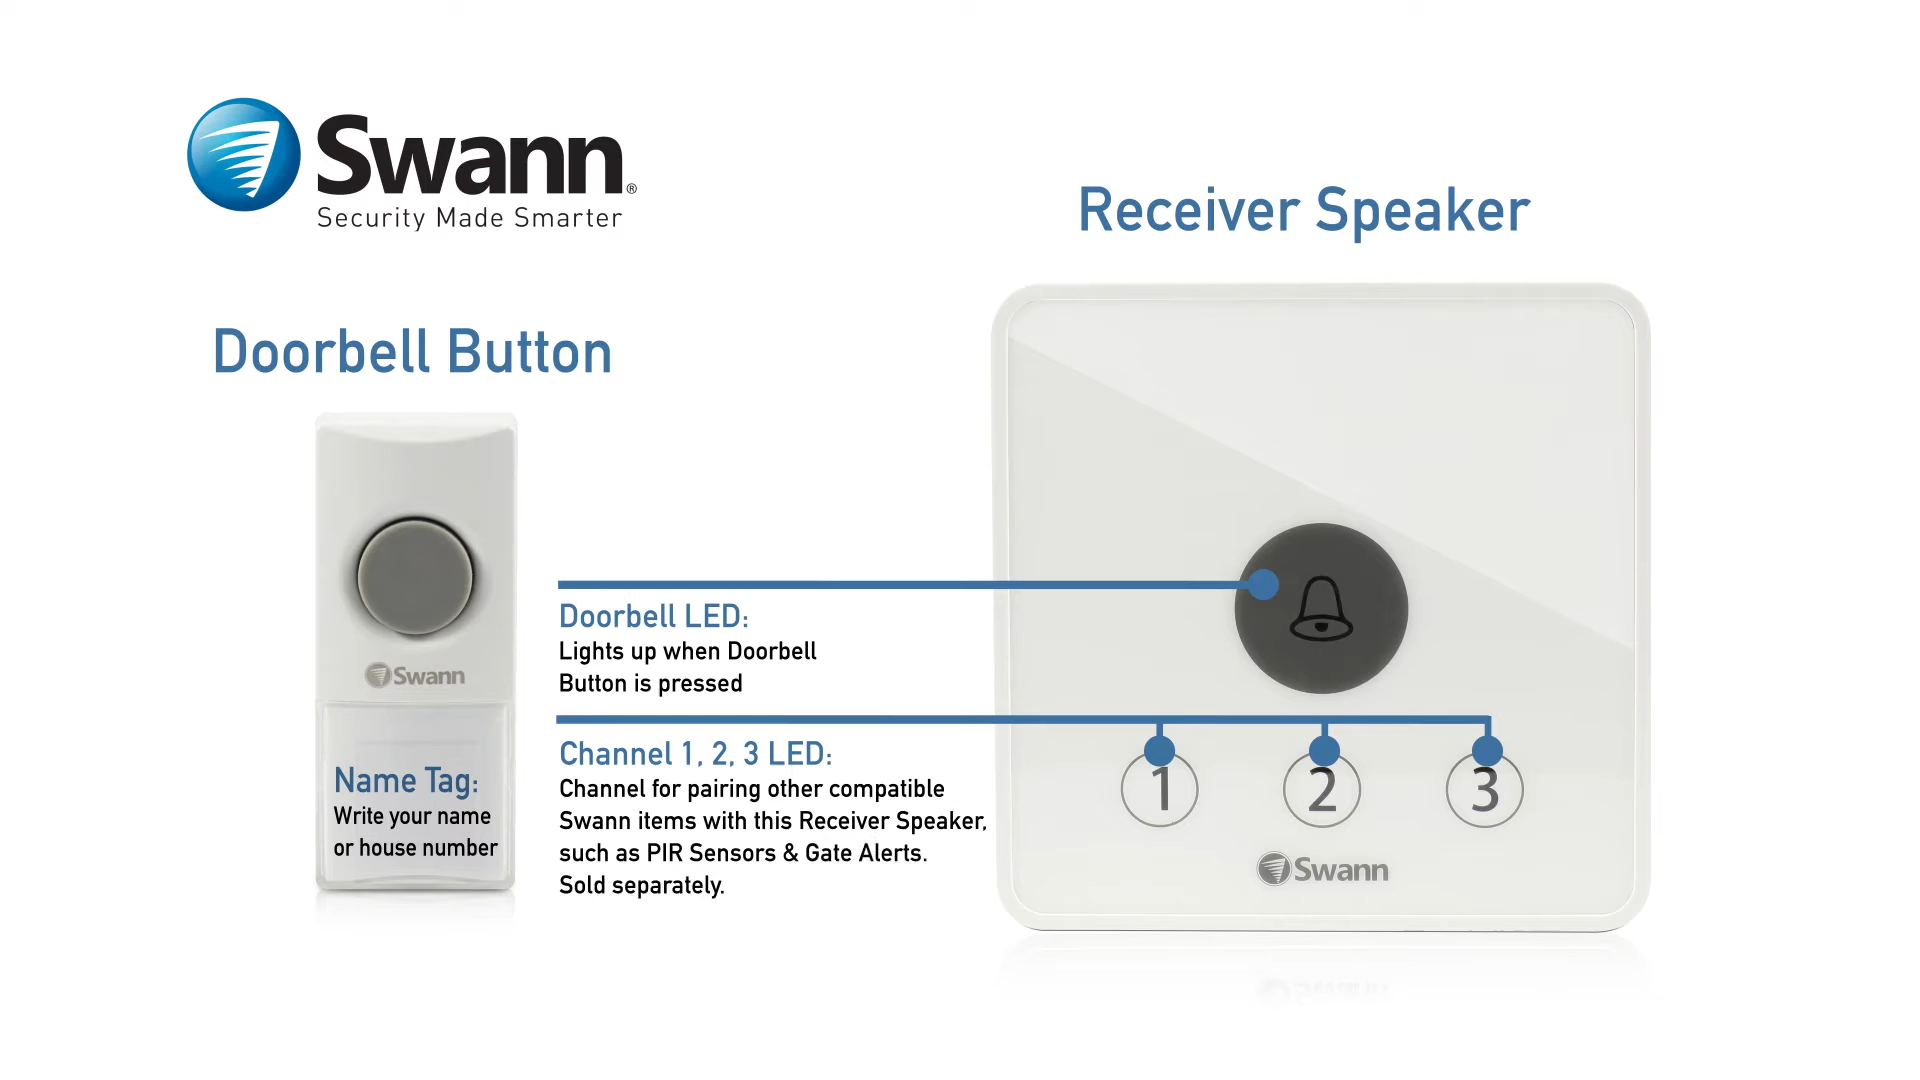 Swann®
Security Made Smarter
Receiver Speaker
Doorbell Button
Doorbell LED:
Lights up when Doorbell
Button is pressed
Swann
Name Tag:
Write your name
or house number
Channel 1, 2, 3 LED:
Channel for pairing other compatible
Swann items with this Receiver Speaker,
such as PIR Sensors & Gate Alerts.
Sold separately.
1 2 3
Swann